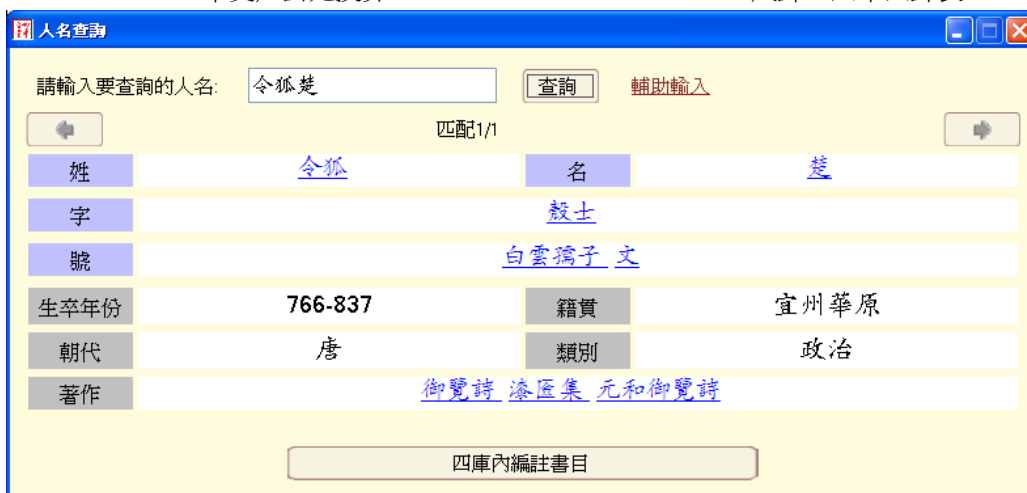 人名查詢
請輸入要查詢的人名: 令狐楚 查詢 輔助輸入
匹配1/1
姓 令狐 名 楚
字 殼士
號 白雲孺子 文
生卒年份 766-837 籍貫 宜州華原
朝代 唐 類別 政治
著作 御覽詩 漆匳集 元和御覽詩
四庫內編註書目